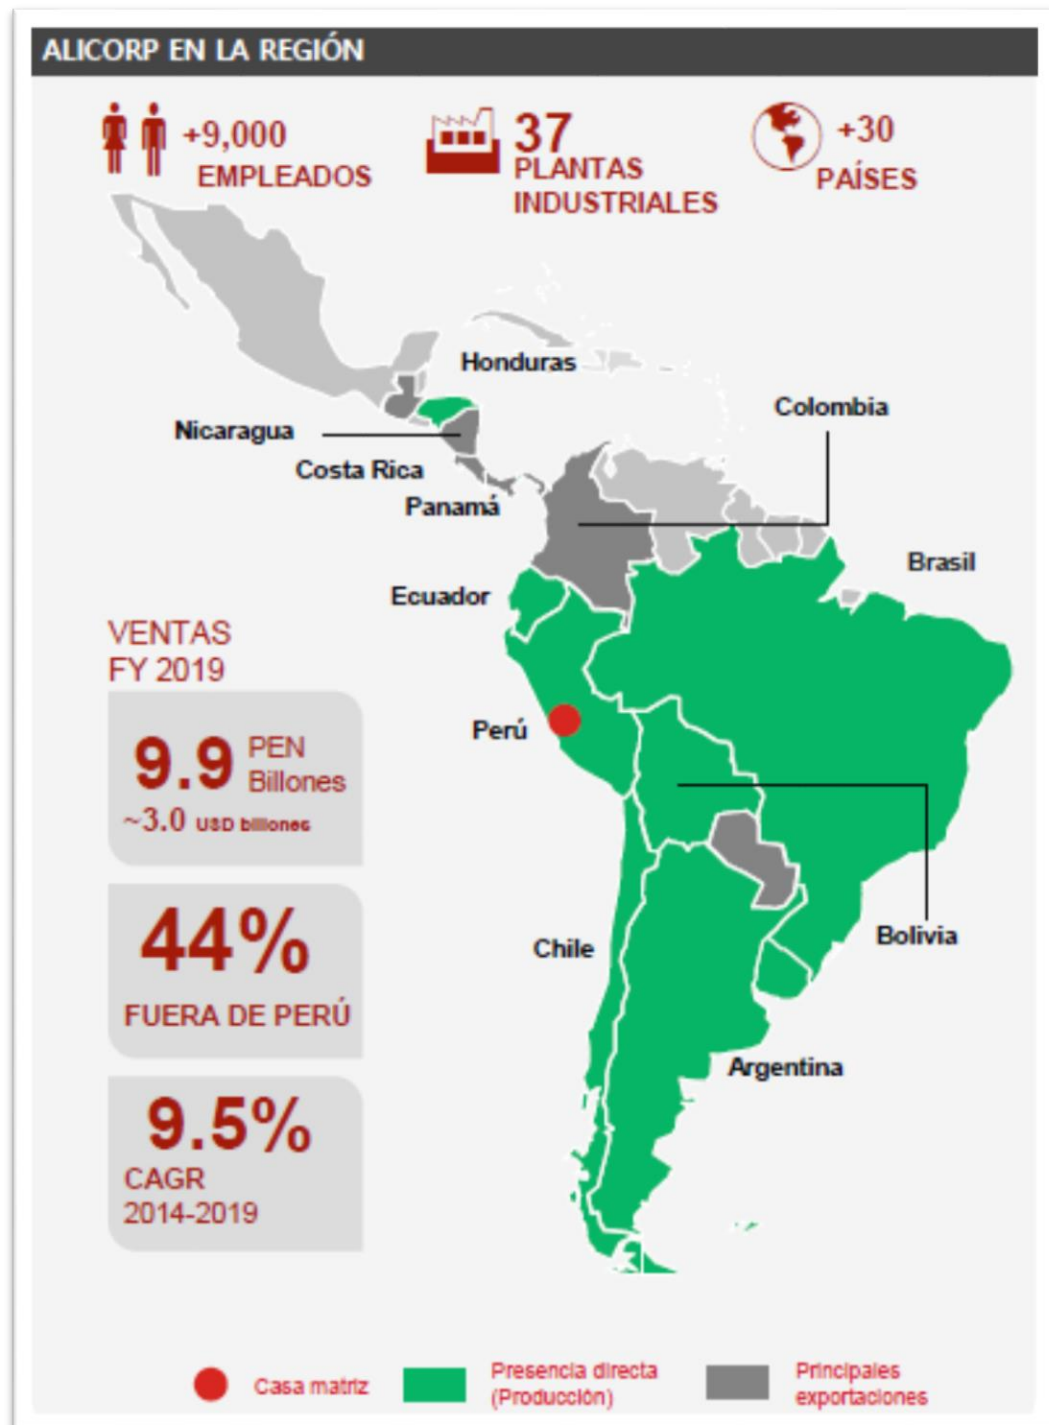 ALICORP EN LA REGIÓN
+9,000
EMPLEADOS
37
PLANTAS
INDUSTRIALES
+30
PAÍSES
Honduras
Colombia
Nicaragua
Costa Rica
Panamá
Brasil
Ecuador
VENTAS
FY 2019
Perú
9.9 PEN
Billones
~3.0 USD billones
44%
FUERA DE PERÚ
Chile
Bolivia
Argentina
9.5%
CAGR
2014-2019
Casa matriz
Presencia directa
(Producción)
Principales
exportaciones